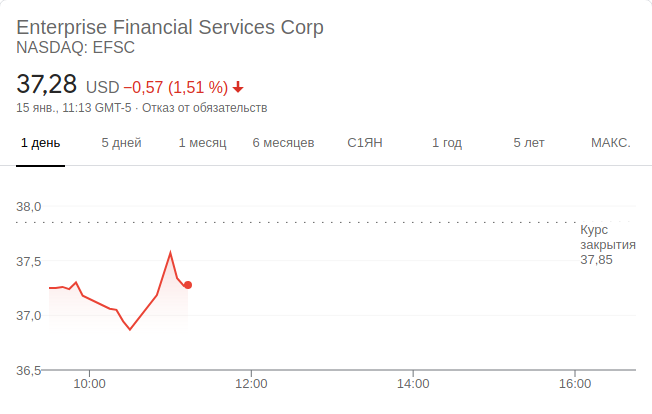 Enterprise Financial Services Corp
NASDAQ: EFSC
37,28 USD −0,57 (1,51 %)
15 янв., 11:13 GMT-5 · Отказ от обязательств
1 день 5 дней 1 месяц 6 месяцев С1ЯН 1 год 5 лет МАКС.
38,0
Курс
закрытия
37,85
37,5
37,0
36,5
10:00 12:00 14:00 16:00